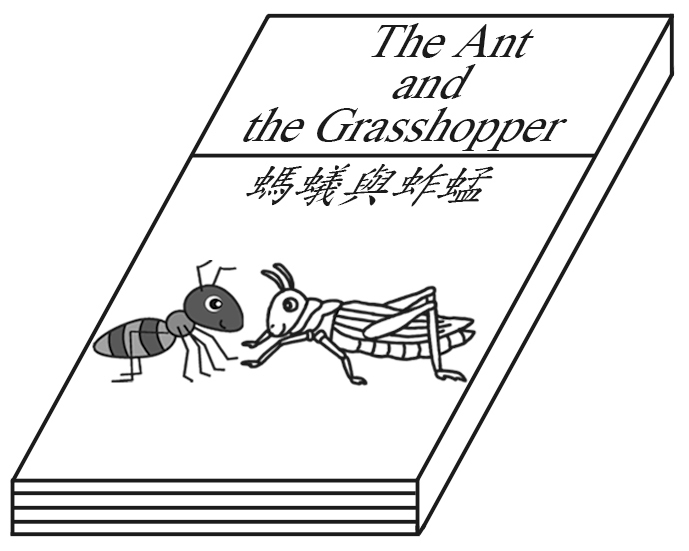 The Ant
and
the Grasshopper
螞蟻與蚱蜢